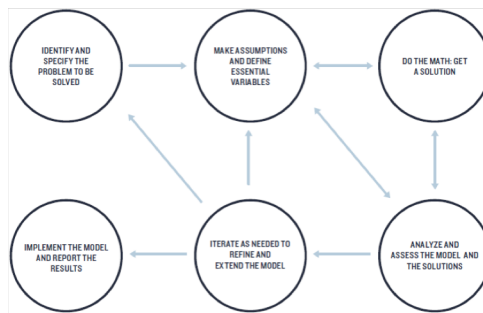 IDENTIFY AND
SPECIFY THE
PROBLEM TO BE
SOLVED
MAKE ASSUMPTIONS
AND DEFINE
ESSENTIAL
VARIABLES
DO THE MATH: GET
A SOLUTION
IMPLEMENT THE MODEL
AND REPORT THE
RESULTS
ITERATE AS NEEDED TO
REFINE AND
EXTEND THE MODEL
ANALYZE AND
ASSESS THE MODEL AND
THE SOLUTIONS